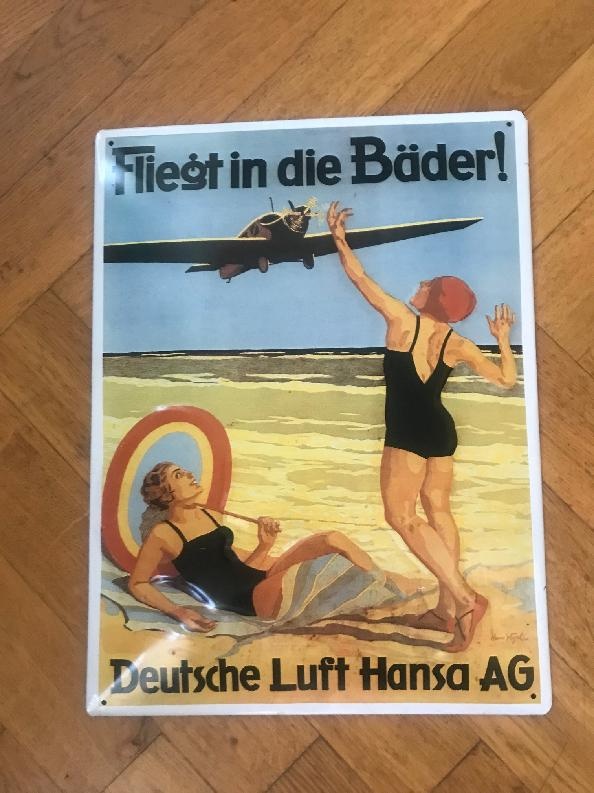 Fliegt in die Bäder!
Deutsche Luft Hansa AG